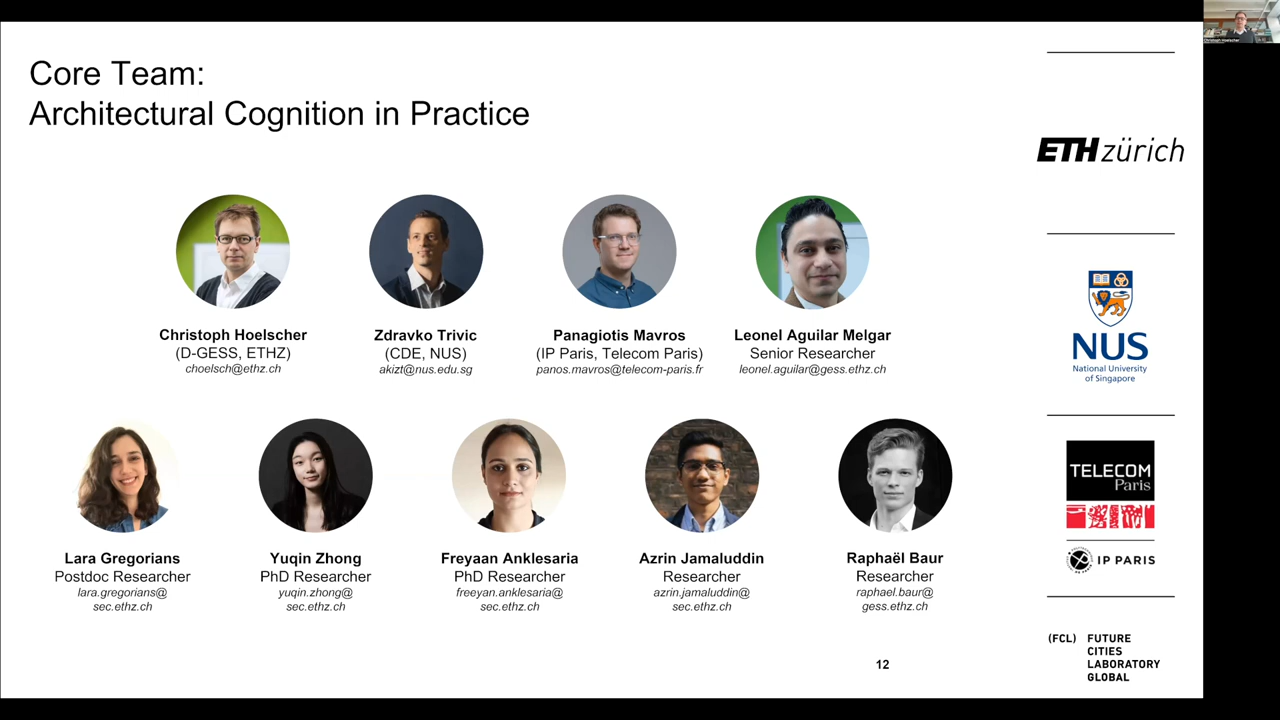 Christoph Hoelscher
Core Team:
Architectural Cognition in Practice
ETH zürich
Christoph Hoelscher
(D-GESS, ETHZ)
choelsch@ethz.ch
Zdravko Trivic
(CDE, NUS)
akizt@nus.edu.sg
Panagiotis Mavros
(IP Paris, Telecom Paris)
panos.mavros@telecom-paris.fr
Leonel Aguilar Melgar
Senior Researcher
leonel.aguilar@gess.ethz.ch
NUS
National University
of Singapore
Lara Gregorians
Postdoc Researcher
lara.gregorians@
sec.ethz.ch
Yuqin Zhong
PhD Researcher
yuqin.zhong@
sec.ethz.ch
Freyaan Anklesaria
PhD Researcher
freeyan.anklesaria@
sec.ethz.ch
Azrin Jamaluddin
Researcher
azrin.jamaluddin@
sec.ethz.ch
Raphaël Baur
Researcher
raphael.baur@
gess.ethz.ch
TELECOM
Paris
IP PARIS
(FCL) FUTURE
CITIES
LABORATORY
GLOBAL
12